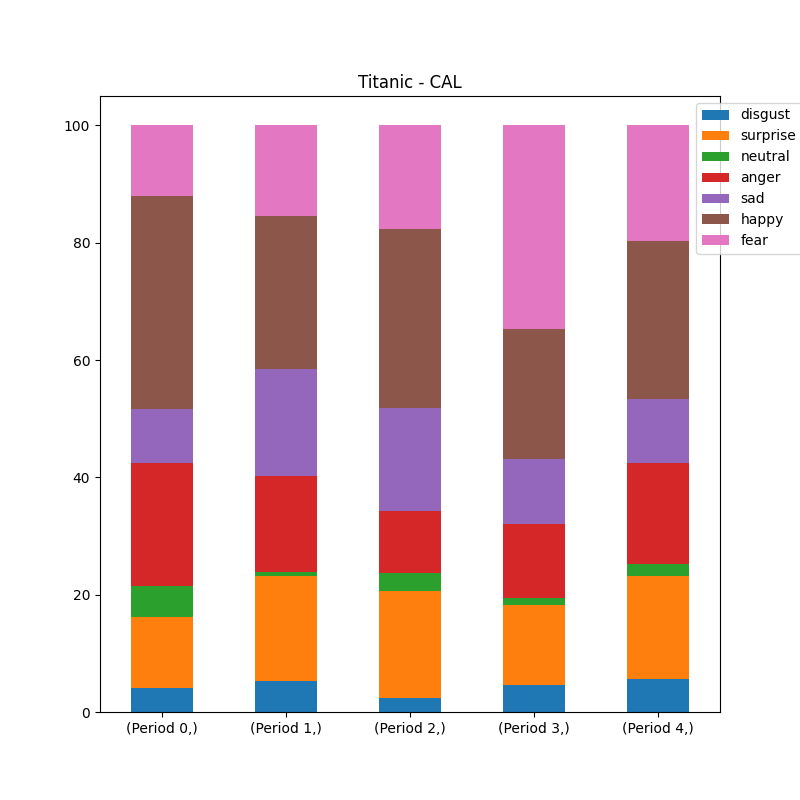 Titanic - CAL
100
80
60
40
20
0
(Period 0,) (Period 1,) (Period 2,) (Period 3,) (Period 4,)
disgust
surprise
neutral
anger
sad
happy
fear